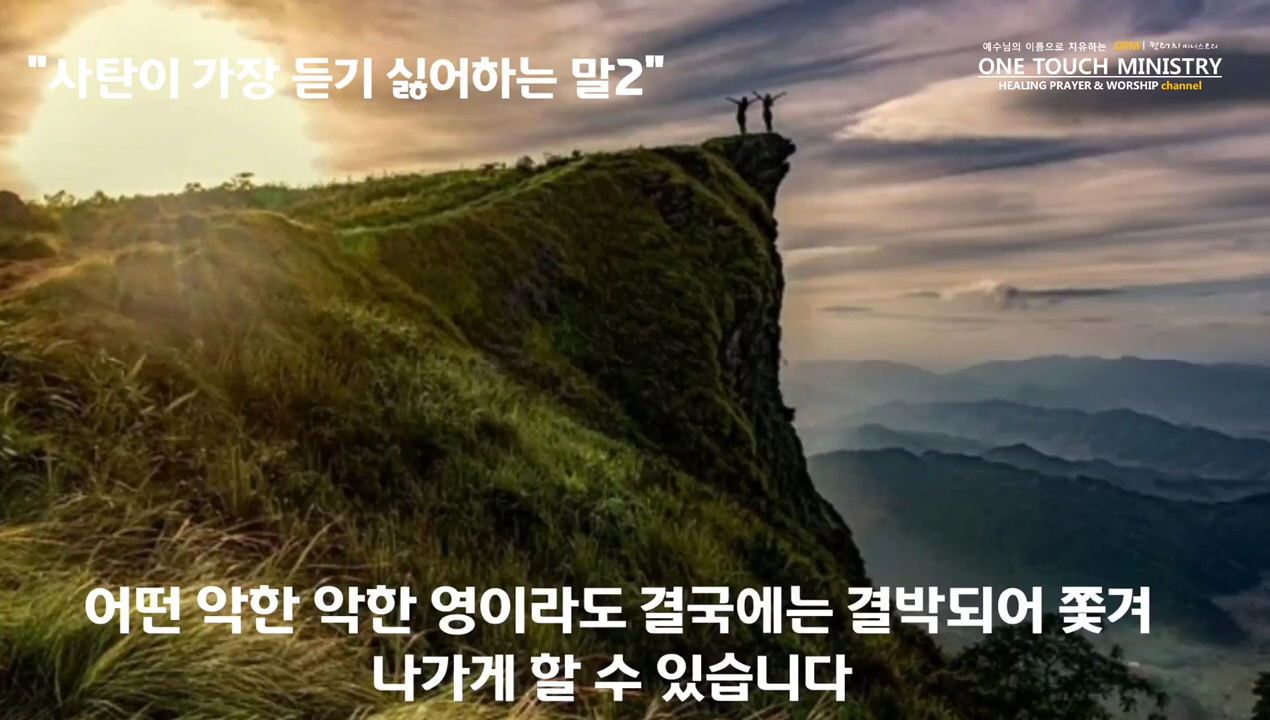 "사탄이 가장 듣기 싫어하는 말2"
예수님의 이름으로 치유하는 OTM | 원터치 미니스트리
ONE TOUCH MINISTRY
HEALING PRAYER & WORSHIP channel
어떤 악한 악한 영이라도 결국에는 결박되어 쫓겨
나가게 할 수 있습니다